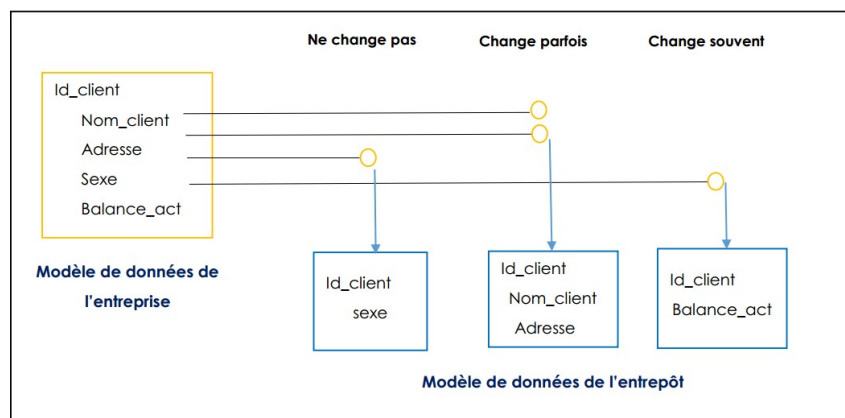 Ne change pas
Change parfois
Change souvent
Id_client
Nom_client
Adresse
Sexe
Balance_act
Modèle de données de
l'entreprise
Id_client
sexe
Id_client
Nom_client
Adresse
Id_client
Balance_act
Modèle de données de l'entrepôt